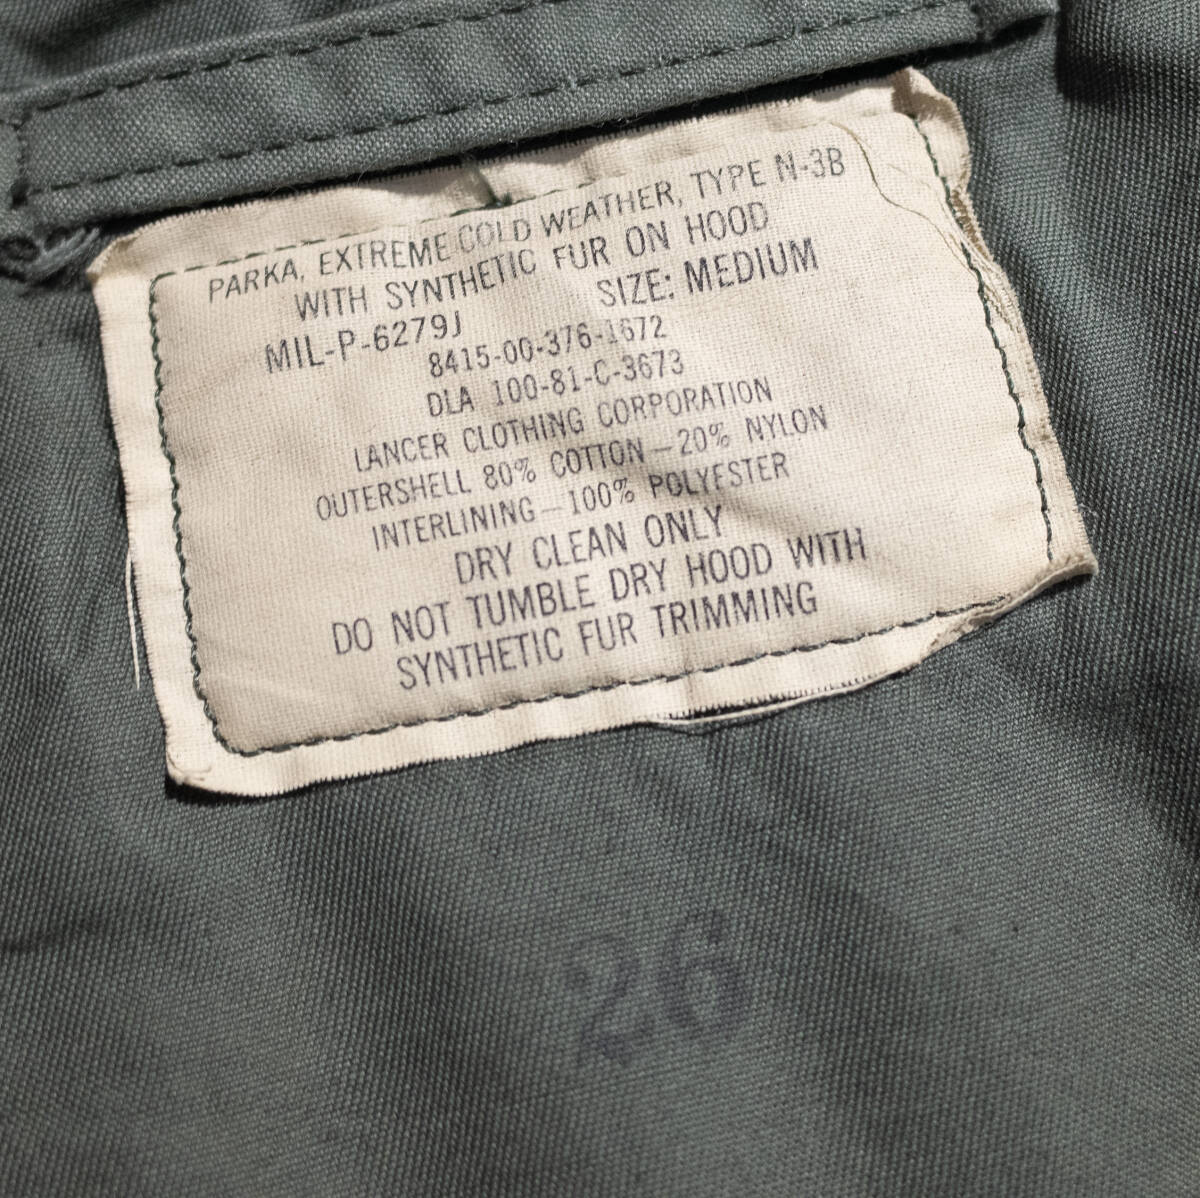 PARKA, EXTREME COLD WEATHER, TYPE N-3B
WITH SYNTHETIC FUR ON HOOD
MIL-P-6279J SIZE: MEDIUM
8415-00-376-1672
DLA 100-81-C-3673
LANCER CLOTHING CORPORATION
OUTERSHELL 80% COTTON-20% NYLON
INTERLINING-100% POLYESTER
DRY CLEAN ONLY
DO NOT TUMBLE DRY HOOD WITH
SYNTHETIC FUR TRIMMING
26